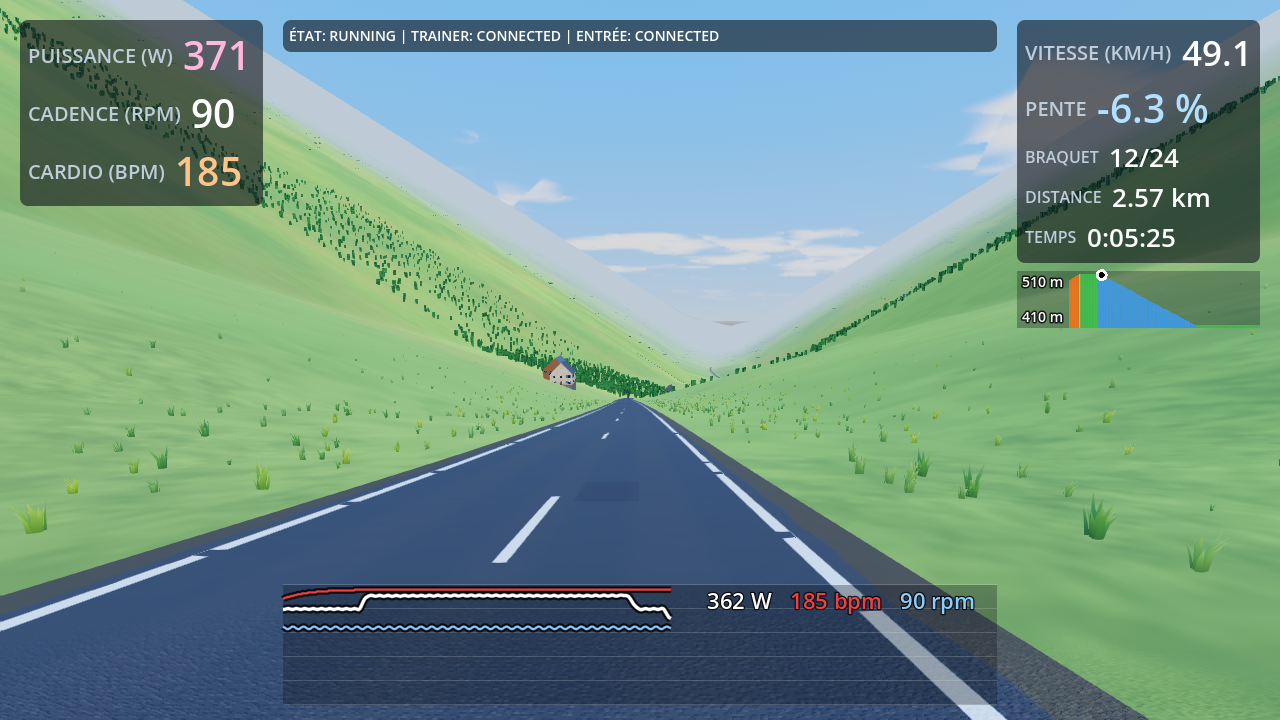 PUISSANCE (W) 371
CADENCE (RPM) 90
CARDIO (BPM) 185
ÉTAT: RUNNING | TRAINER: CONNECTED | ENTRÉE: CONNECTED
VITESSE (KM/H) 49.1
PENTE -6.3 %
BRAQUET 12/24
DISTANCE 2.57 km
TEMPS 0:05:25
510 m
410 m
362 W 185 bpm 90 rpm